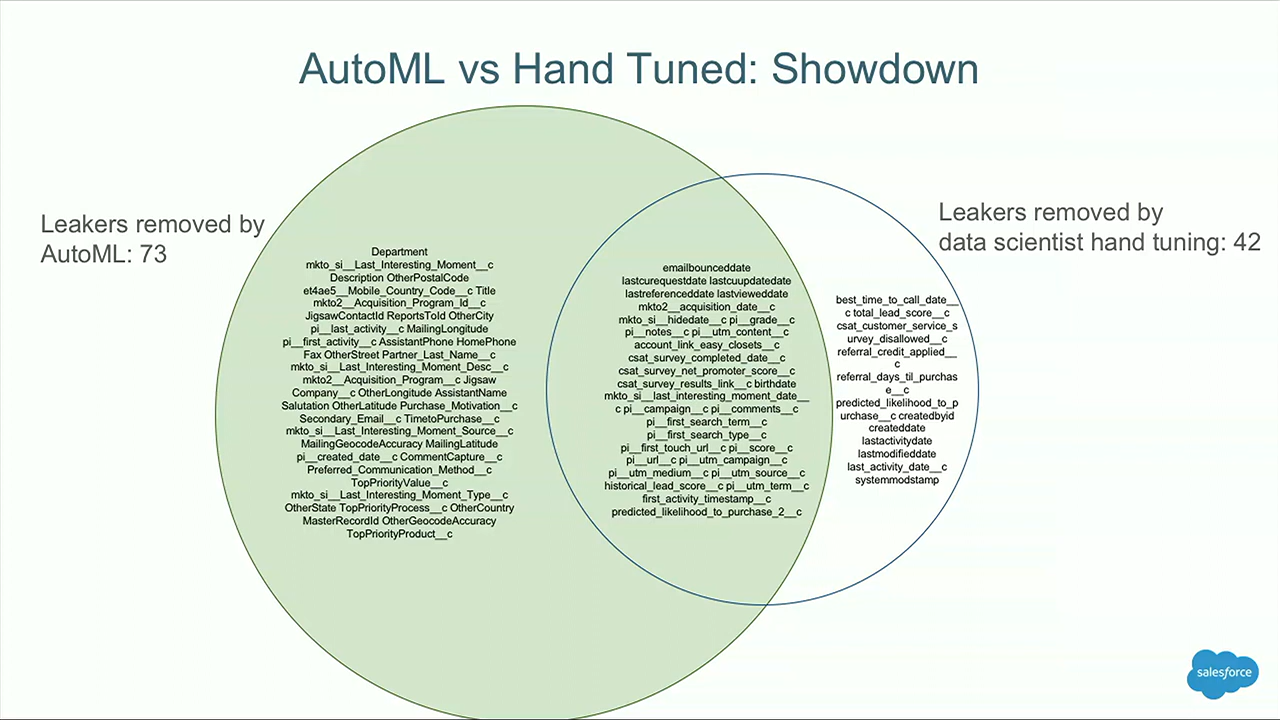 AutoML vs Hand Tuned: Showdown
Leakers removed by
AutoML: 73
Department
mkto_si__Last_Interesting_Moment__c
Description OtherPostalCode
et4ae5__Mobile_Country_Code__c Title
mkto2__Acquisition_Program_Id__c
JigsawContactId ReportsToId OtherCity
pi__last_activity__c MailingLongitude
pi__first_activity__c AssistantPhone HomePhone
Fax OtherStreet Partner_Last_Name__c
mkto_si__Last_Interesting_Moment_Desc__c
mkto2__Acquisition_Program__c Jigsaw
Company__c OtherLongitude AssistantName
Salutation OtherLatitude Purchase_Motivation__c
Secondary_Email__c TimetoPurchase__c
mkto_si__Last_Interesting_Moment_Source__c
MailingGeocodeAccuracy MailingLatitude
pi__created_date__c CommentCapture__c
Preferred_Communication_Method__c
TopPriorityValue__c
mkto_si__Last_Interesting_Moment_Type__c
OtherState TopPriorityProcess__c OtherCountry
MasterRecordId OtherGeocodeAccuracy
TopPriorityProduct__c
emailbounceddate
lastcurequestdate lastcuupdatedate
lastreferenceddate lastvieweddate
mkto2__acquisition_date__c
mkto_si__hidedate__c pi__grade__c
pi__notes__c pi__utm_content__c
account_link_easy_closets__c
csat_survey_completed_date__c
csat_survey_net_promoter_score__c
csat_survey_results_link__c birthdate
mkto_si__last_interesting_moment_date__
c pi__campaign__c pi__comments__c
pi__first_search_term__c
pi__first_search_type__c
pi__first_touch_url__c pi__score__c
pi__url__c pi__utm_campaign__c
pi__utm_medium__c pi__utm_source__c
historical_lead_score__c pi__utm_term__c
first_activity_timestamp__c
predicted_likelihood_to_purchase_2__c
Leakers removed by
data scientist hand tuning: 42
best_time_to_call_date__
c total_lead_score__c
csat_customer_service_s
urvey_disallowed__c
referral_credit_applied__
c
referral_days_til_purchas
e__c
predicted_likelihood_to_p
urchase__c createdbyid
createddate
lastactivitydate
lastmodifieddate
last_activity_date__c
systemmodstamp
salesforce